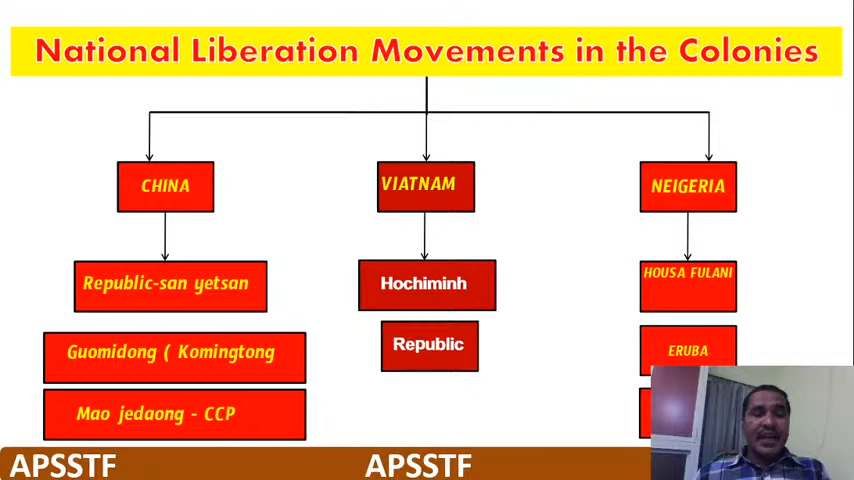 National Liberation Movements in the Colonies
CHINA
VIATNAM
NEIGERIA
Republic-san yetsan
Hochiminh
HOUSA FULANI
Guomidong ( Komingtong
Republic
ERUBA
Mao jedaong - CCP
APSSTF
APSSTF